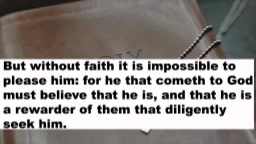 But without faith it is impossible to
please him: for he that cometh to God
must believe that he is, and that he is
a rewarder of them that diligently
seek him.